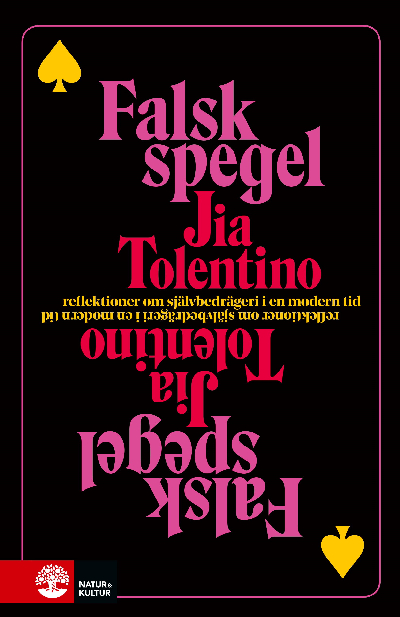 Falsk
spegel
Jia
Tolentino
reflektioner om självbedrägeri i en modern tid
reflektioner om självbedrägeri i en modern tid
Tolentino
Jia
spegel
Falsk
NATUR &
KULTUR